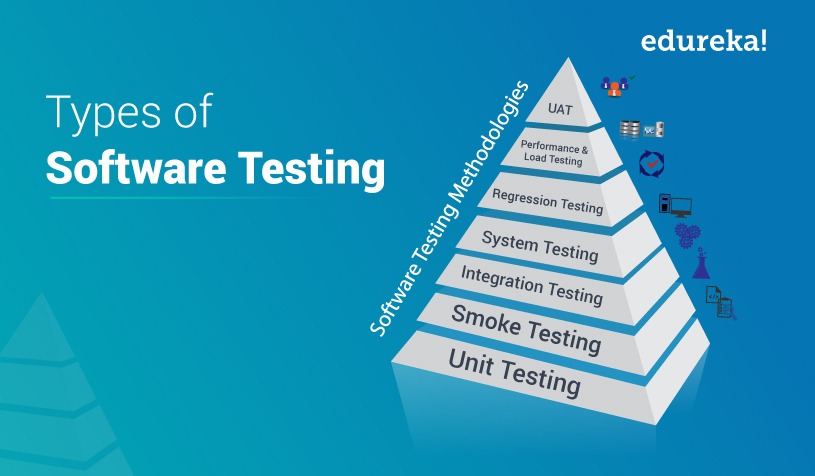 edureka!
Types of
Software Testing
Software Testing Methodologies
UAT
Performance &
Load Testing
Regression Testing
System Testing
Integration Testing
Smoke Testing
Unit Testing